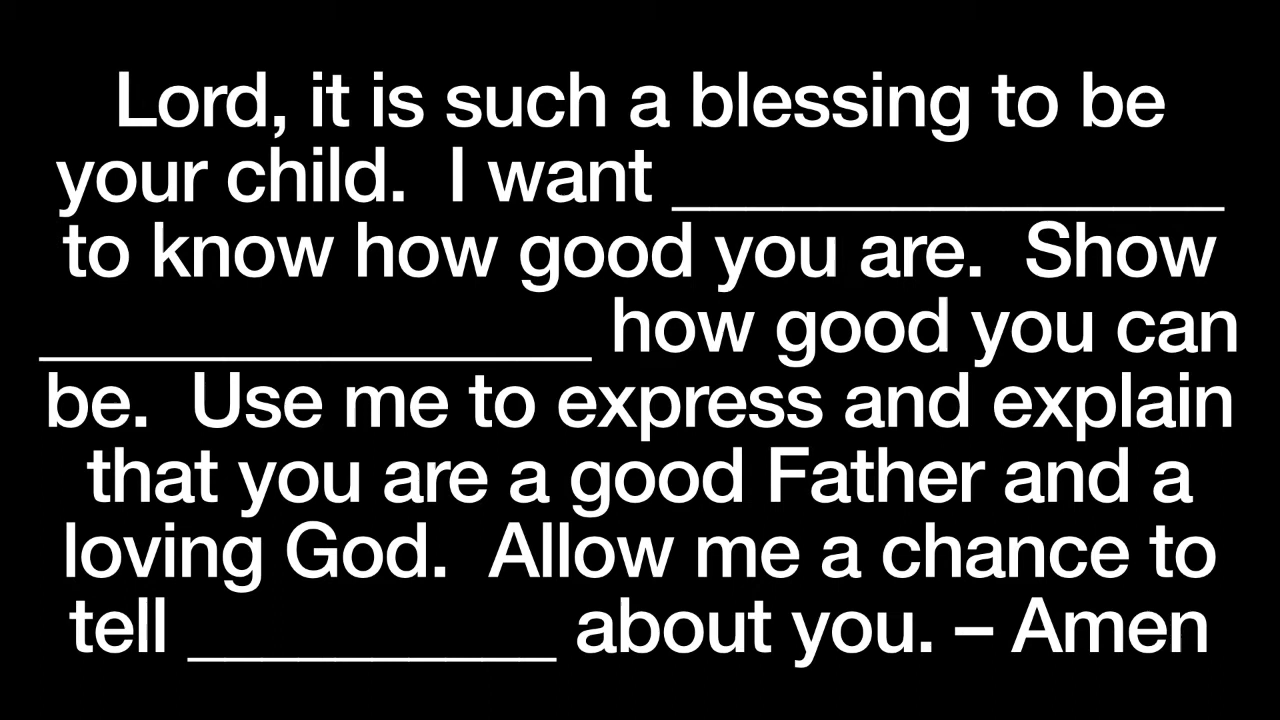 Lord, it is such a blessing to be
your child.  I want _______________
to know how good you are.  Show
_______________ how good you can
be.  Use me to express and explain
that you are a good Father and a
loving God.  Allow me a chance to
tell __________ about you. – Amen